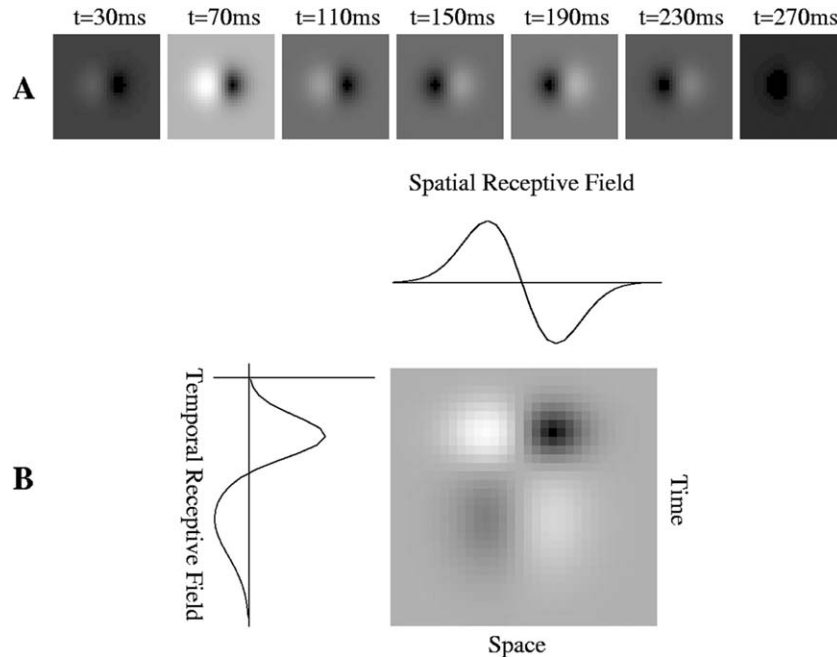 t=30ms t=70ms t=110ms t=150ms t=190ms t=230ms t=270ms
A
Spatial Receptive Field
Temporal Receptive Field
B
Time
Space